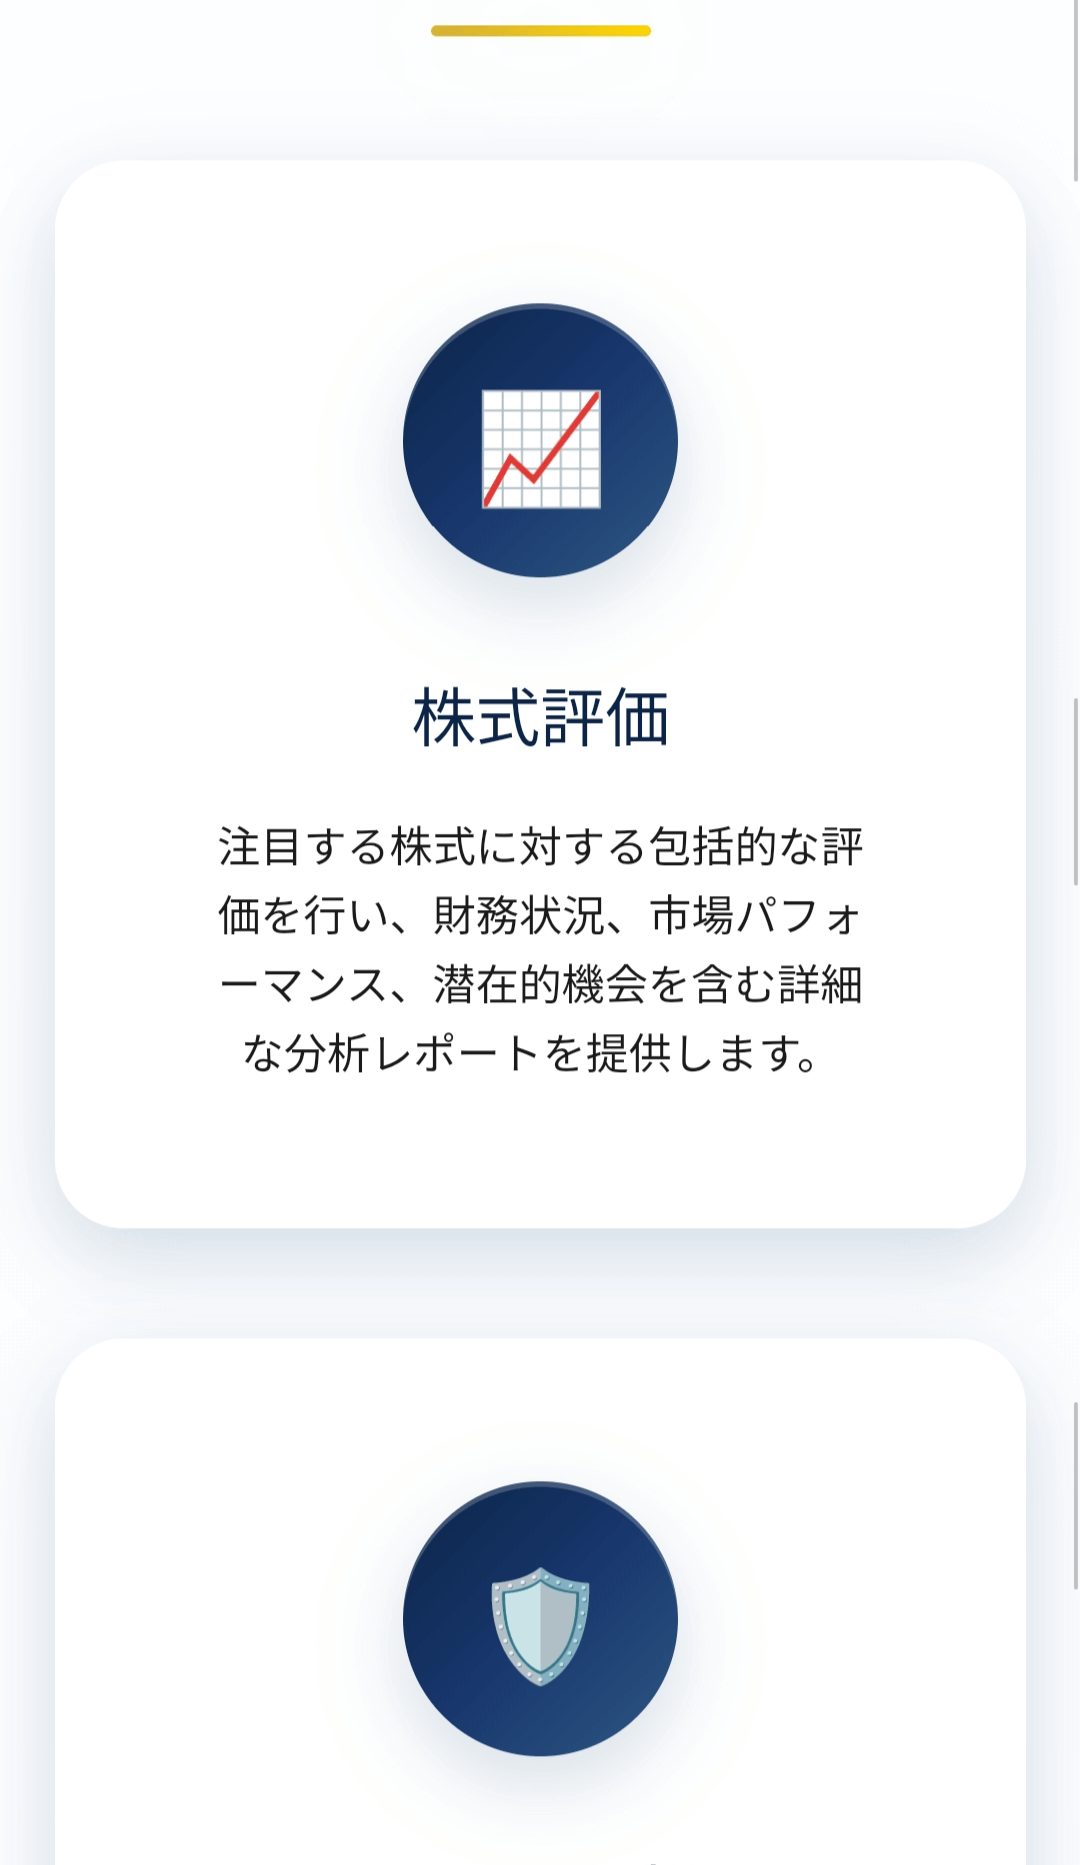 株式評価
注目する株式に対する包括的な評
価を行い、財務状況、市場パフォ
ーマンス、潜在的機会を含む詳細
な分析レポートを提供します。